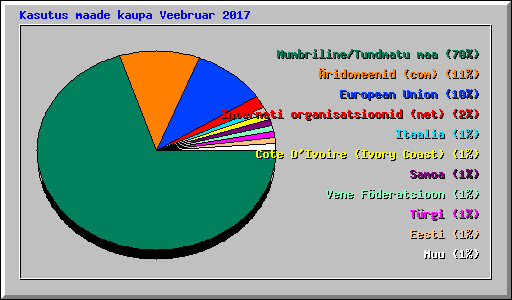 Kasutus maade kaupa Veebruar 2017
Numbriline/Tundmatu maa (70%)
Äridomeenid (com) (11%)
European Union (10%)
Interneti organisatsioonid (net) (2%)
Itaalia (1%)
Cote D'Ivoire (Ivory Coast) (1%)
Samoa (1%)
Vene Föderatsioon (1%)
Türgi (1%)
Eesti (1%)
Muu (1%)